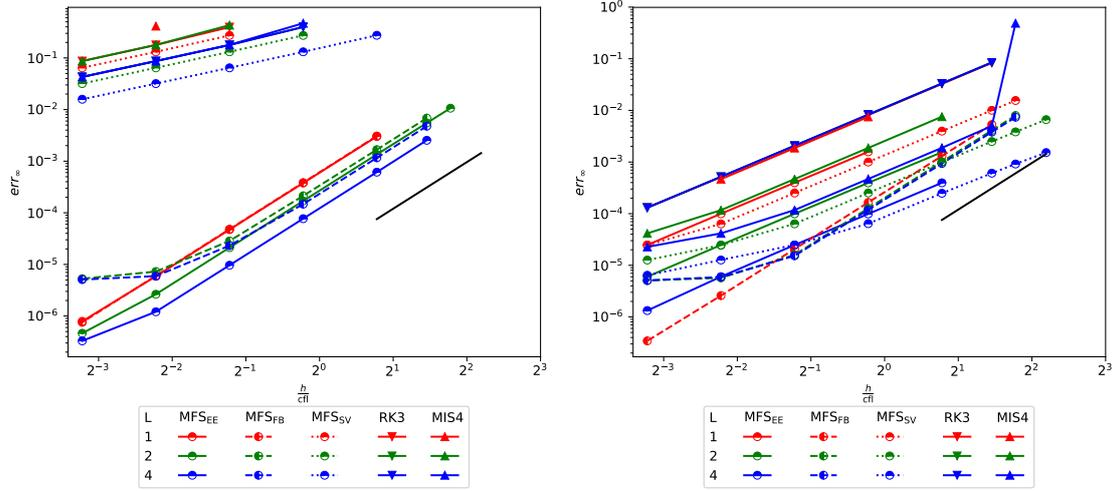 10⁻¹
10⁻²
10⁻³
10⁻⁴
10⁻⁵
10⁻⁶
err∞
2⁻³ 2⁻² 2⁻¹ 2⁰ 2¹ 2² 2³
h
cfl
L MFS_EE MFS_FB MFS_SV RK3 MIS4
1
2
4
10⁰
10⁻¹
10⁻²
10⁻³
10⁻⁴
10⁻⁵
10⁻⁶
err∞
2⁻³ 2⁻² 2⁻¹ 2⁰ 2¹ 2² 2³
h
cfl
L MFS_EE MFS_FB MFS_SV RK3 MIS4
1
2
4